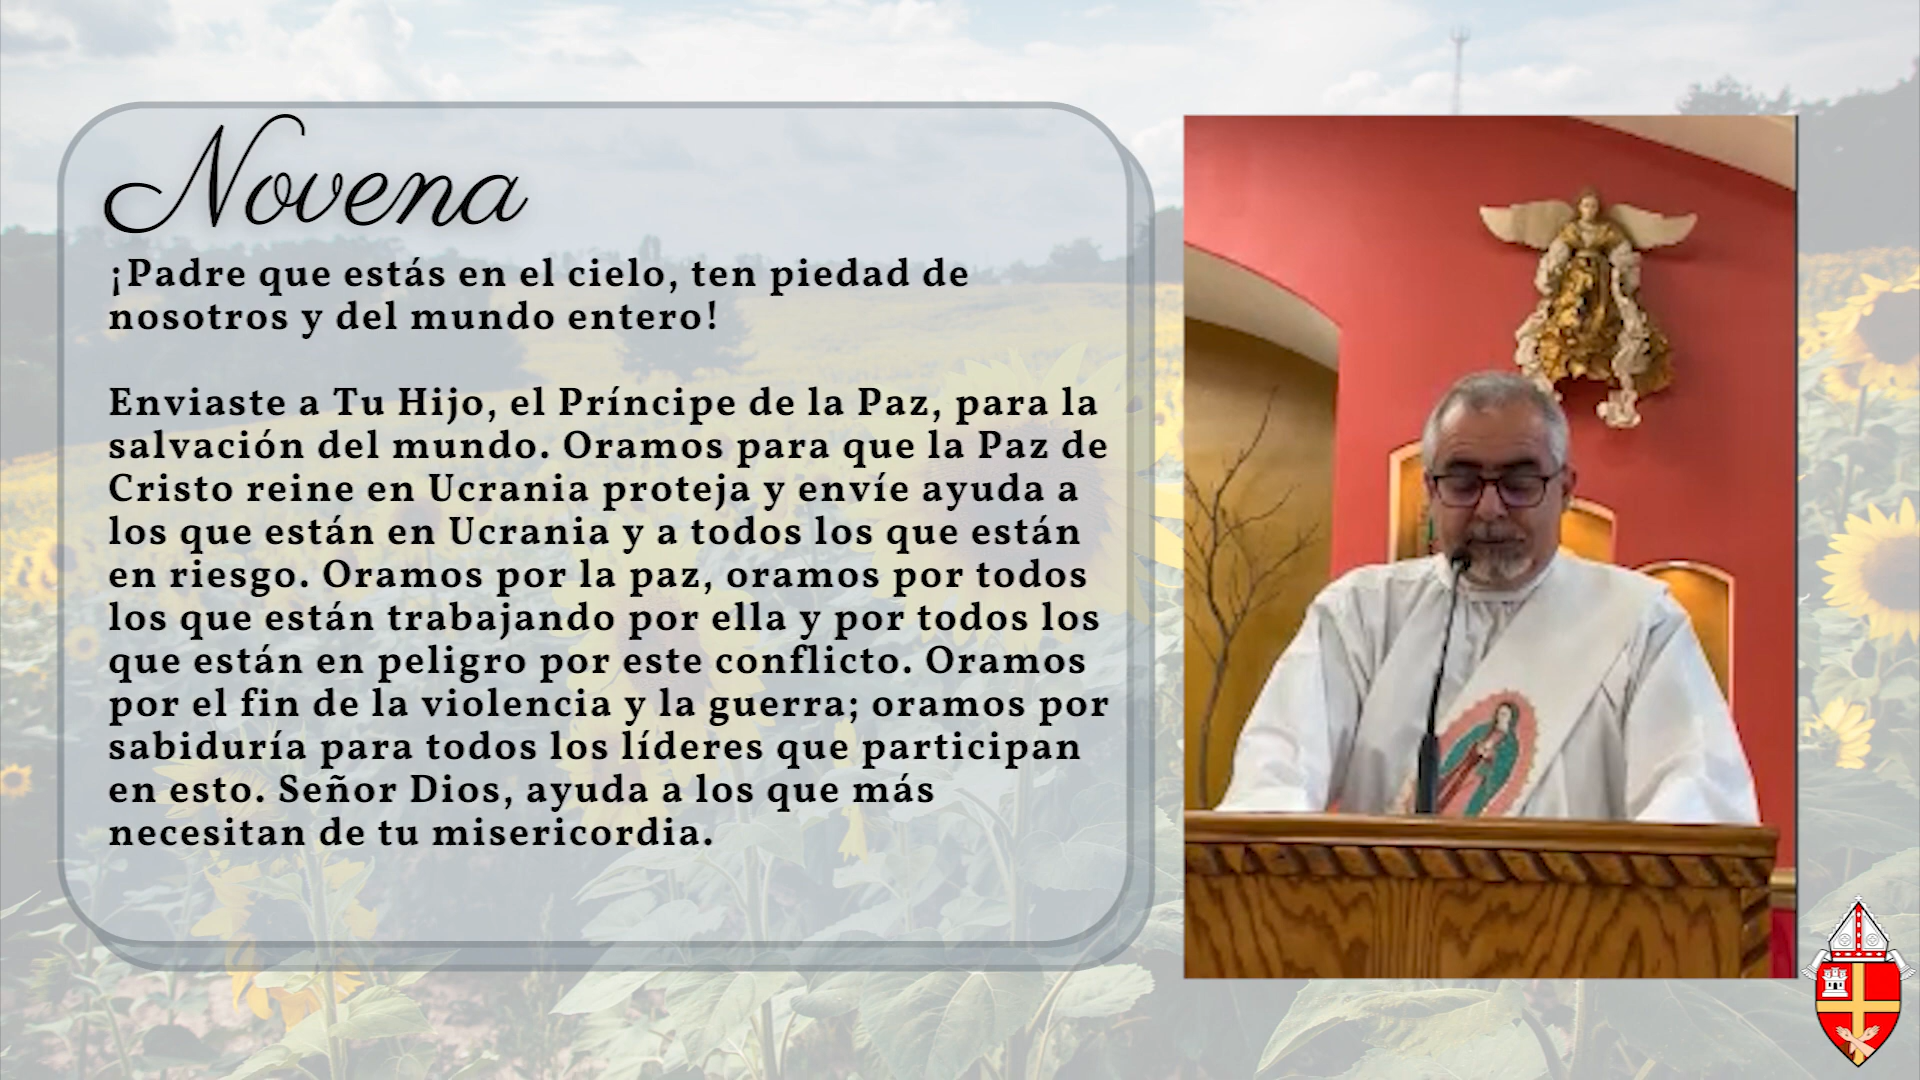 Novena
¡Padre que estás en el cielo, ten piedad de
nosotros y del mundo entero!
Enviaste a Tu Hijo, el Príncipe de la Paz, para la
salvación del mundo. Oramos para que la Paz de
Cristo reine en Ucrania proteja y envíe ayuda a
los que están en Ucrania y a todos los que están
en riesgo. Oramos por la paz, oramos por todos
los que están trabajando por ella y por todos los
que están en peligro por este conflicto. Oramos
por el fin de la violencia y la guerra; oramos por
sabiduría para todos los líderes que participan
en esto. Señor Dios, ayuda a los que más
necesitan de tu misericordia.